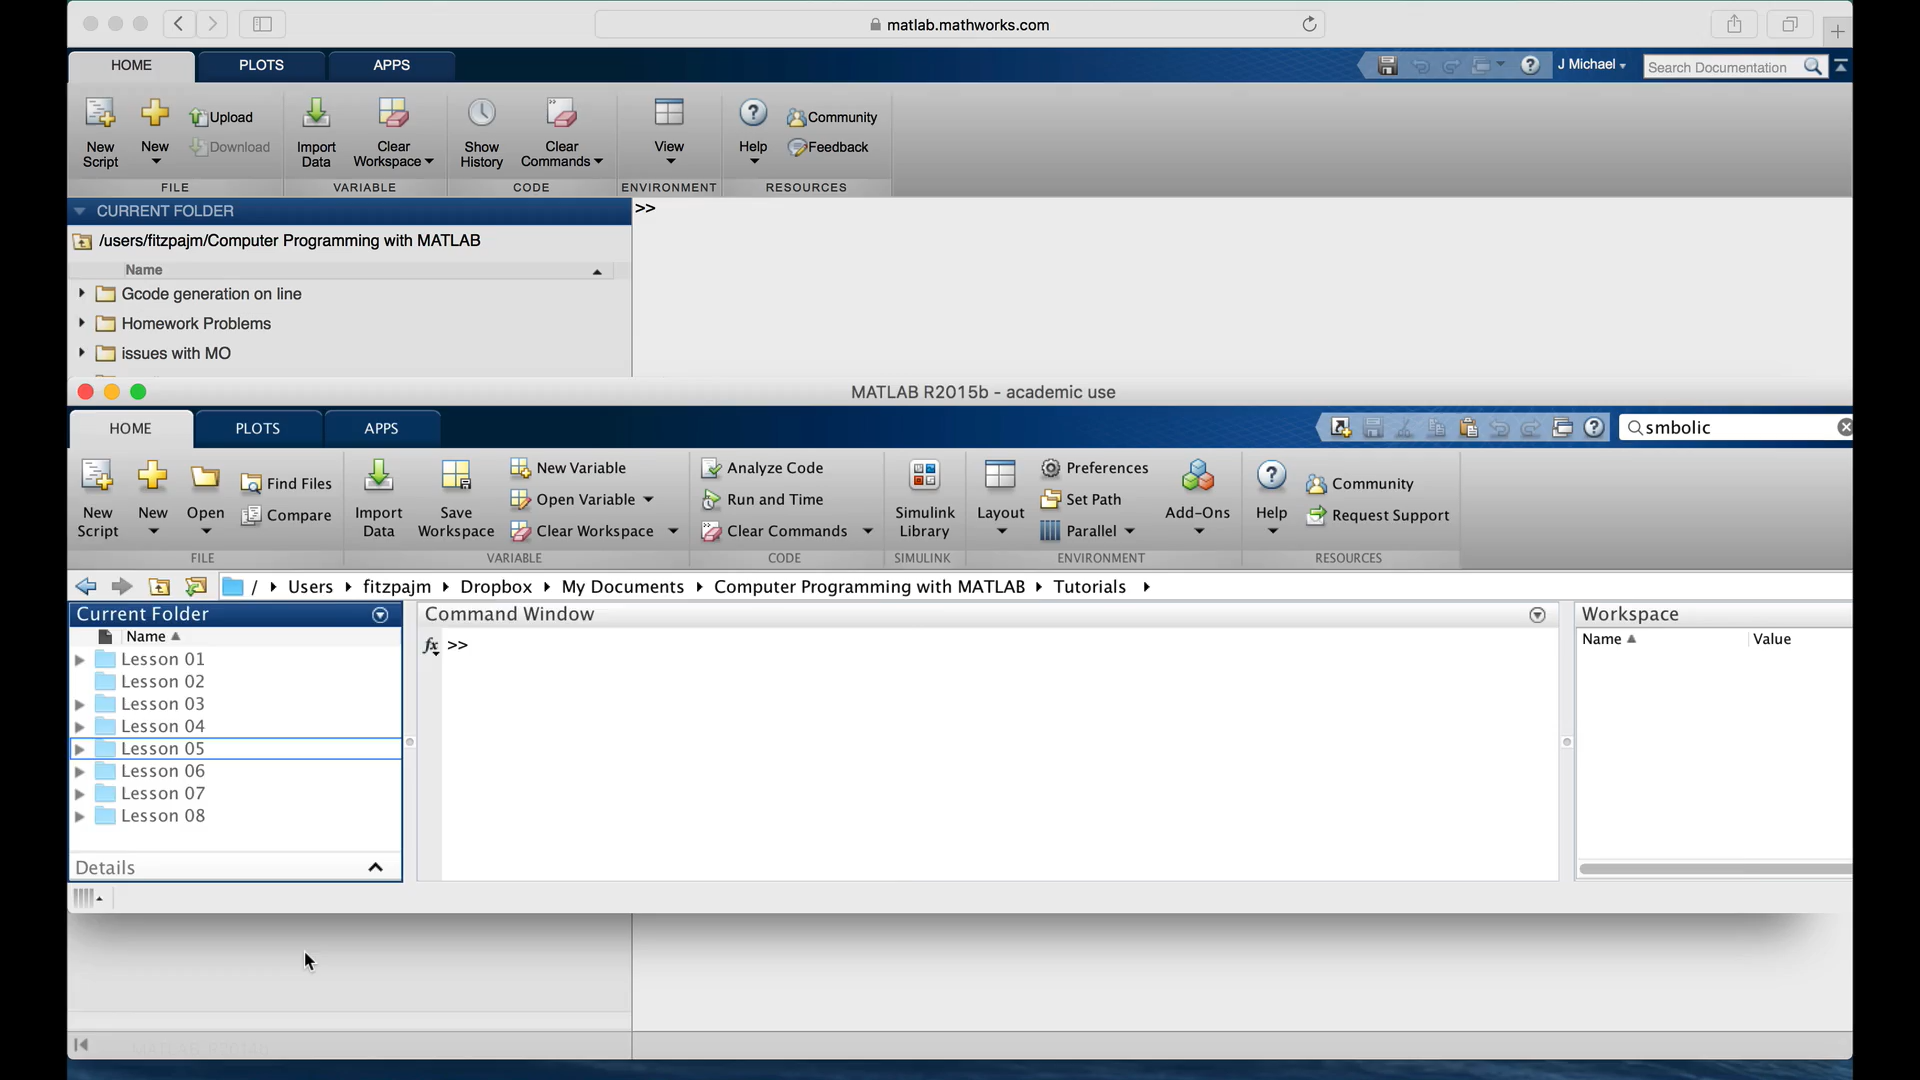 matlab.mathworks.com
HOME PLOTS APPS
J Michael
Search Documentation
New Script
New
Upload
Download
Import Data
Clear Workspace
Show History
Clear Commands
View
Help
Community
Feedback
FILE VARIABLE CODE ENVIRONMENT RESOURCES
CURRENT FOLDER
>>
/users/fitzpajm/Computer Programming with MATLAB
Name
Gcode generation on line
Homework Problems
issues with MO
MATLAB R2015b - academic use
HOME PLOTS APPS
smbolic
New Script
New
Open
Find Files
Compare
Import Data
Save Workspace
New Variable
Open Variable
Clear Workspace
Analyze Code
Run and Time
Clear Commands
Simulink Library
Layout
Preferences
Set Path
Parallel
Add-Ons
Help
Community
Request Support
FILE VARIABLE CODE SIMULINK ENVIRONMENT RESOURCES
/ Users fitzpajm Dropbox My Documents Computer Programming with MATLAB Tutorials
Current Folder
Name
Lesson 01
Lesson 02
Lesson 03
Lesson 04
Lesson 05
Lesson 06
Lesson 07
Lesson 08
Details
Command Window
fx >>
Workspace
Name Value